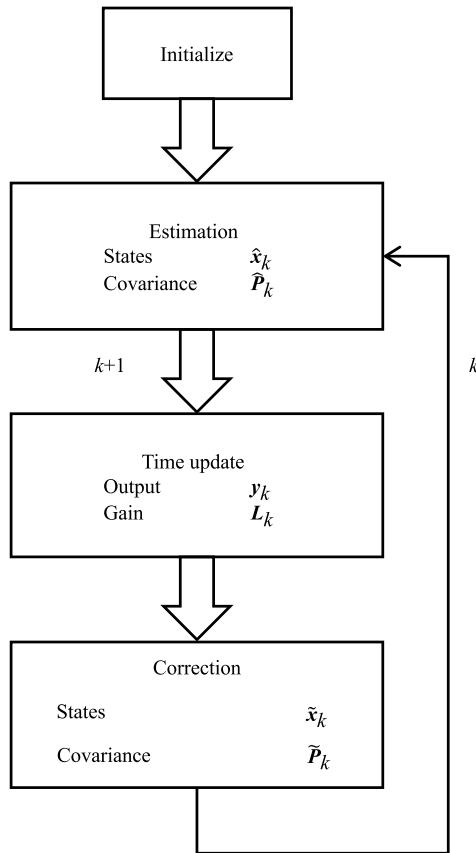 Initialize
Estimation
States x̂k
Covariance P̂k
k+1
k
Time update
Output yk
Gain Lk
Correction
States x̃k
Covariance P̃k